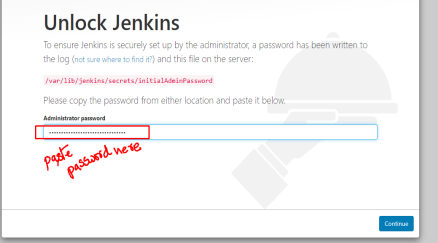 Unlock Jenkins
To ensure Jenkins is securely set up by the administrator, a password has been written to
the log (not sure where to find it?) and this file on the server:
/var/lib/jenkins/secrets/initialAdminPassword
Please copy the password from either location and paste it below.
Administrator password
••••••••••••••••••••••••••••••••
paste
password here
Continue